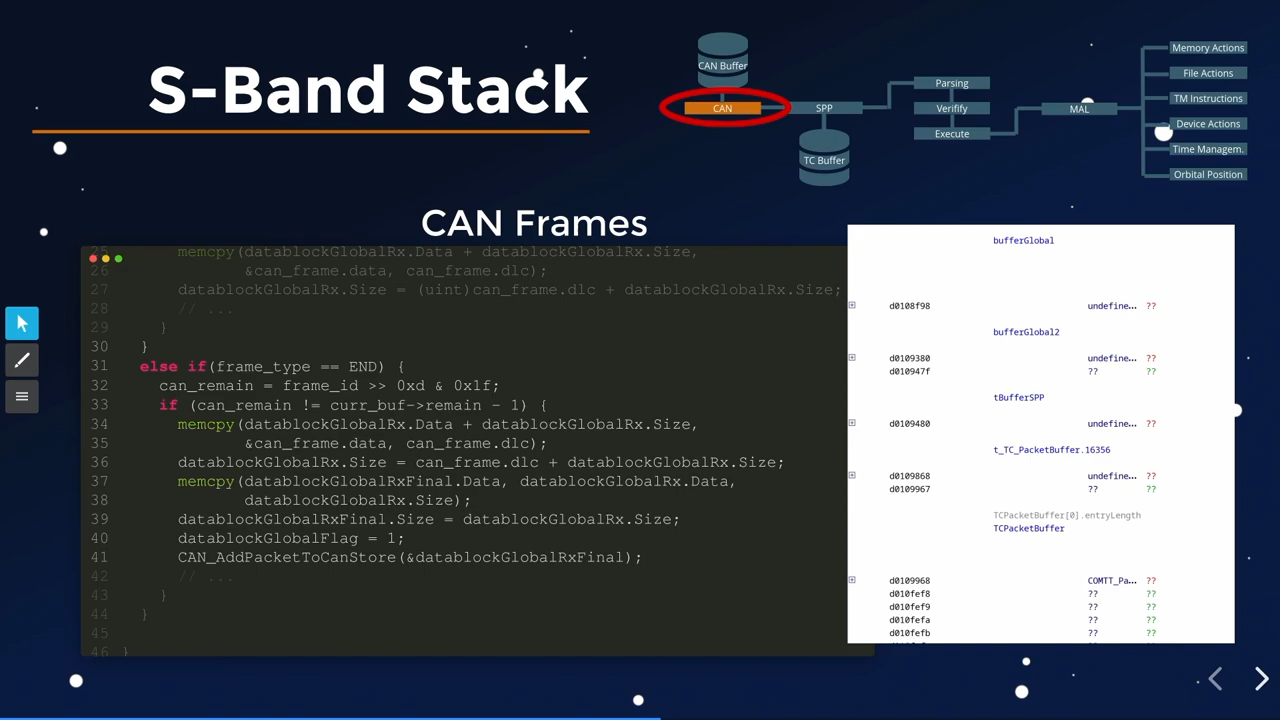 S-Band Stack
CAN Buffer
CAN
SPP
TC Buffer
Parsing
Verifify
Execute
MAL
Memory Actions
File Actions
TM Instructions
Device Actions
Time Managem.
Orbital Position
CAN Frames
25 memcpy(datablockGlobalRx.Data + datablockGlobalRx.Size,
26 &can_frame.data, can_frame.dlc);
27 datablockGlobalRx.Size = (uint)can_frame.dlc + datablockGlobalRx.Size;
28 // ...
29 }
30 }
31 else if(frame_type == END) {
32 can_remain = frame_id >> 0xd & 0x1f;
33 if (can_remain != curr_buf->remain - 1) {
34 memcpy(datablockGlobalRx.Data + datablockGlobalRx.Size,
35 &can_frame.data, can_frame.dlc);
36 datablockGlobalRx.Size = can_frame.dlc + datablockGlobalRx.Size;
37 memcpy(datablockGlobalRxFinal.Data, datablockGlobalRx.Data,
38 datablockGlobalRx.Size);
39 datablockGlobalRxFinal.Size = datablockGlobalRx.Size;
40 datablockGlobalFlag = 1;
41 CAN_AddPacketToCanStore(&datablockGlobalRxFinal);
42 // ...
43 }
44 }
45
46 }
bufferGlobal
d0108f98 undefine... ??
bufferGlobal2
d0109380 undefine... ??
d010947f ?? ??
tBufferSPP
d0109480 undefine... ??
t_TC_PacketBuffer.16356
d0109868 undefine... ??
d0109967 ?? ??
TCPacketBuffer[0].entryLength
TCPacketBuffer
d0109968 COMTT_Pa... ??
d010fef8 ?? ??
d010fef9 ?? ??
d010fefa ?? ??
d010fefb ?? ??